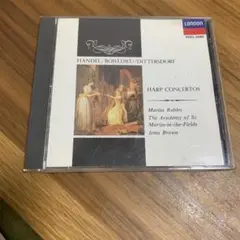 LONDON
HANDEL/BOIELDIEU/DITTERSDORF
HARP CONCERTOS
Marisa Robles
The Academy of St.
Martin-in-the-Fields
Iona Brown